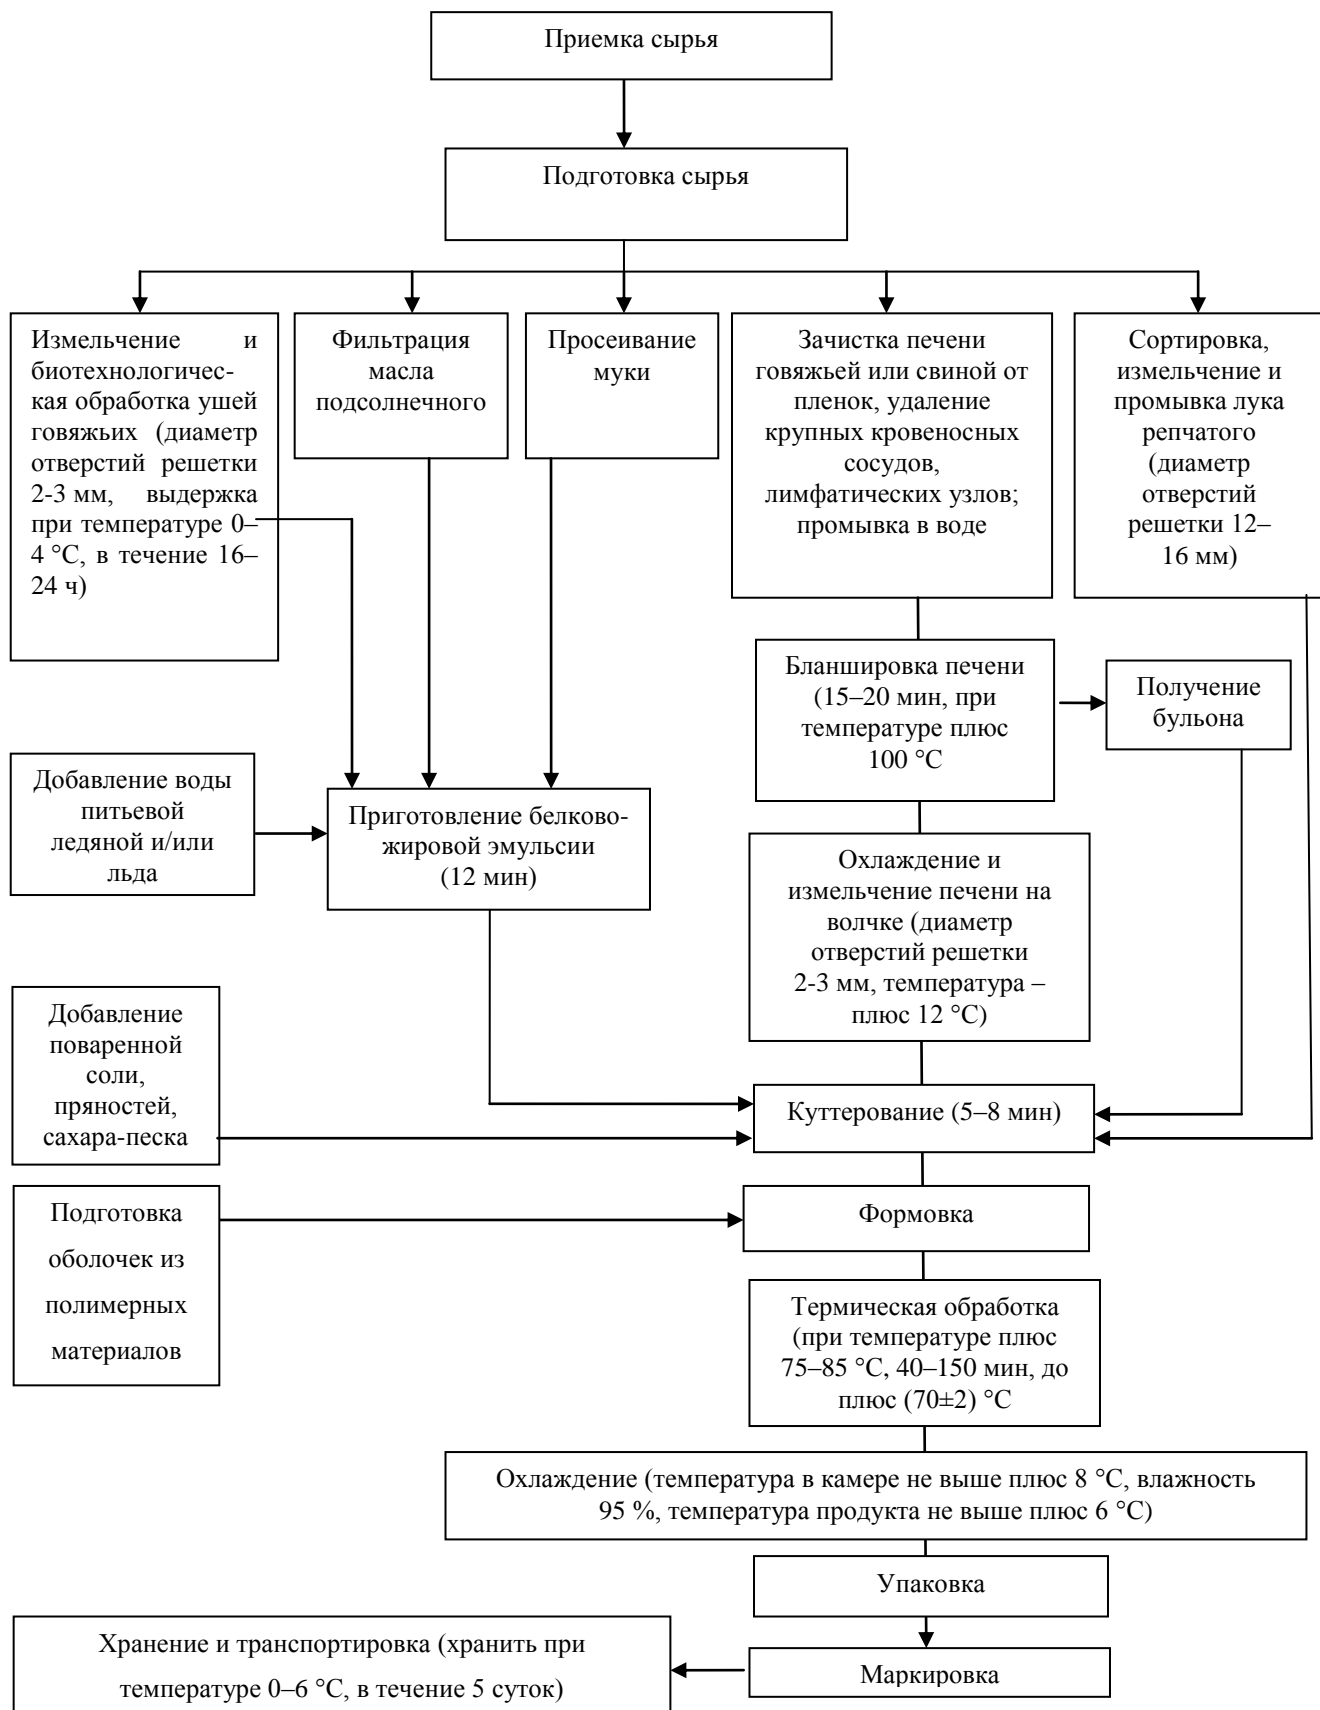 Приемка сырья
Подготовка сырья
Измельчение и
биотехнологичес-
кая обработка ушей
говяжьих (диаметр
отверстий решетки
2-3 мм, выдержка
при температуре 0–
4 °С, в течение 16–
24 ч)
Фильтрация
масла
подсолнечного
Просеивание
муки
Зачистка печени
говяжьей или свиной от
пленок, удаление
крупных кровеносных
сосудов,
лимфатических узлов;
промывка в воде
Сортировка,
измельчение и
промывка лука
репчатого
(диаметр
отверстий
решетки 12–
16 мм)
Бланшировка печени
(15–20 мин, при
температуре плюс
100 °С
Получение
бульона
Добавление воды
питьевой
ледяной и/или
льда
Приготовление белково-
жировой эмульсии
(12 мин)
Охлаждение и
измельчение печени на
волчке (диаметр
отверстий решетки
2-3 мм, температура –
плюс 12 °С)
Добавление
поваренной
соли,
пряностей,
сахара-песка
Куттерование (5–8 мин)
Подготовка
оболочек из
полимерных
материалов
Формовка
Термическая обработка
(при температуре плюс
75–85 °С, 40–150 мин, до
плюс (70±2) °С
Охлаждение (температура в камере не выше плюс 8 °С, влажность
95 %, температура продукта не выше плюс 6 °С)
Упаковка
Маркировка
Хранение и транспортировка (хранить при
температуре 0–6 °С, в течение 5 суток)